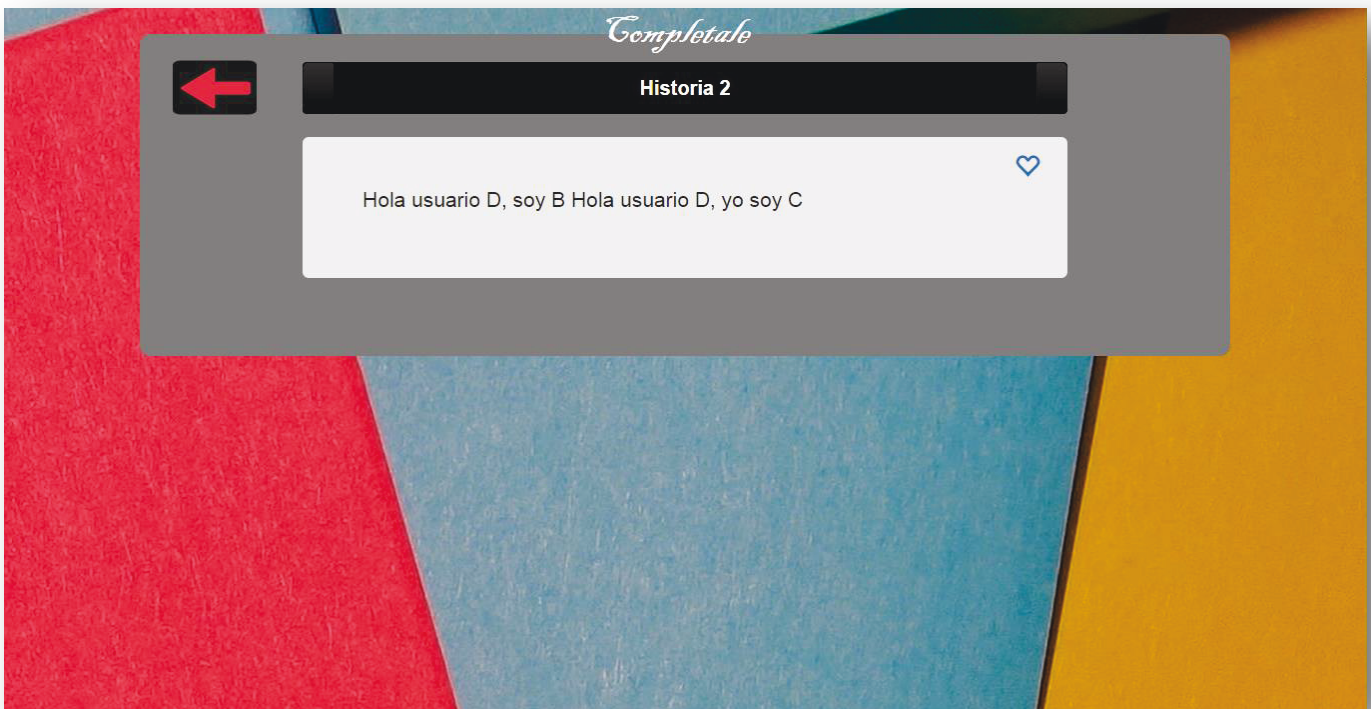 Completale
Historia 2
Hola usuario D, soy B Hola usuario D, yo soy C